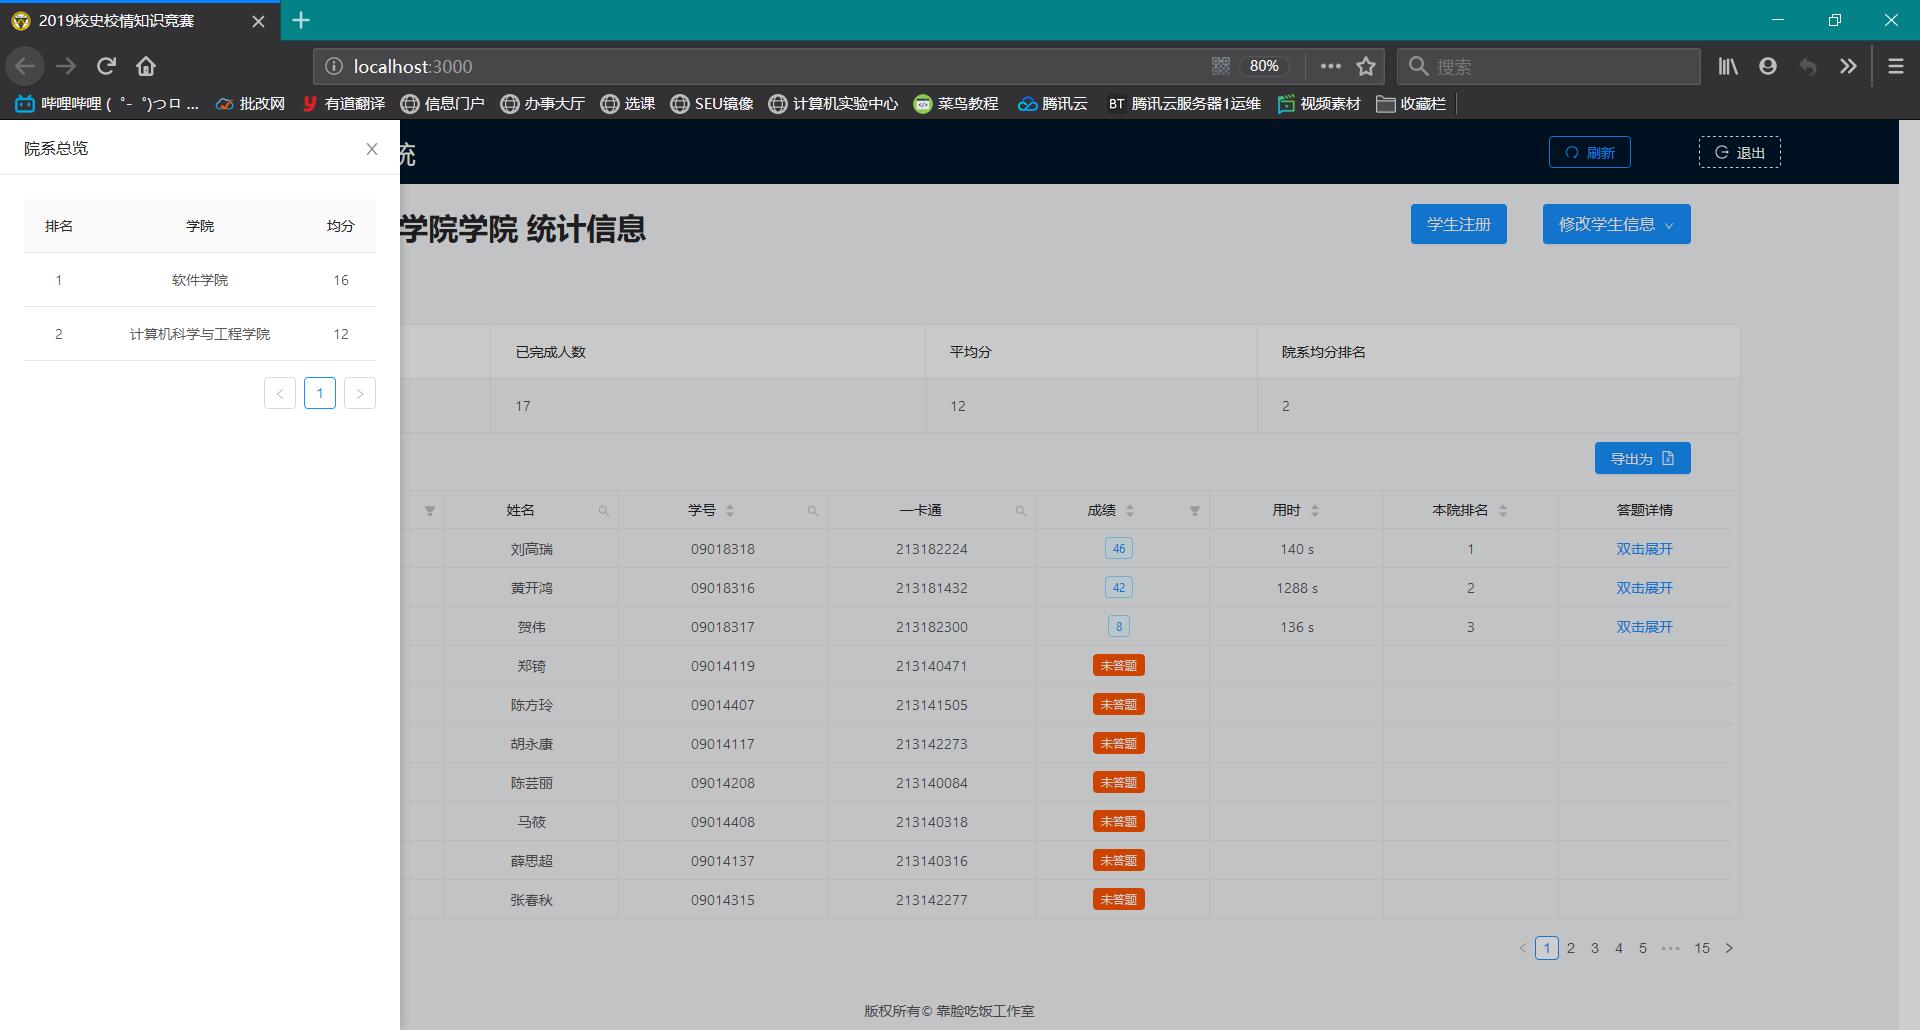 2019校史校情知识竞赛
localhost:3000
80%
搜索
哔哩哔哩 ( ゜- ゜)つロ ...
批改网
有道翻译
信息门户
办事大厅
选课
SEU镜像
计算机实验中心
菜鸟教程
腾讯云
BT 腾讯云服务器1运维
视频素材
收藏栏
院系总览
统
刷新
退出
学院学院 统计信息
学生注册
修改学生信息
排名 学院 均分
1 软件学院 16
2 计算机科学与工程学院 12
< 1 >
已完成人数 平均分 院系均分排名
17 12 2
导出为
姓名 学号 一卡通 成绩 用时 本院排名 答题详情
刘高瑞 09018318 213182224 46 140 s 1 双击展开
黄开鸿 09018316 213181432 42 1288 s 2 双击展开
贺伟 09018317 213182300 8 136 s 3 双击展开
郑锜 09014119 213140471 未答题
陈方玲 09014407 213141505 未答题
胡永康 09014117 213142273 未答题
陈芸丽 09014208 213140084 未答题
马筱 09014408 213140318 未答题
薛思超 09014137 213140316 未答题
张春秋 09014315 213142277 未答题
< 1 2 3 4 5 ••• 15 >
版权所有© 靠脸吃饭工作室